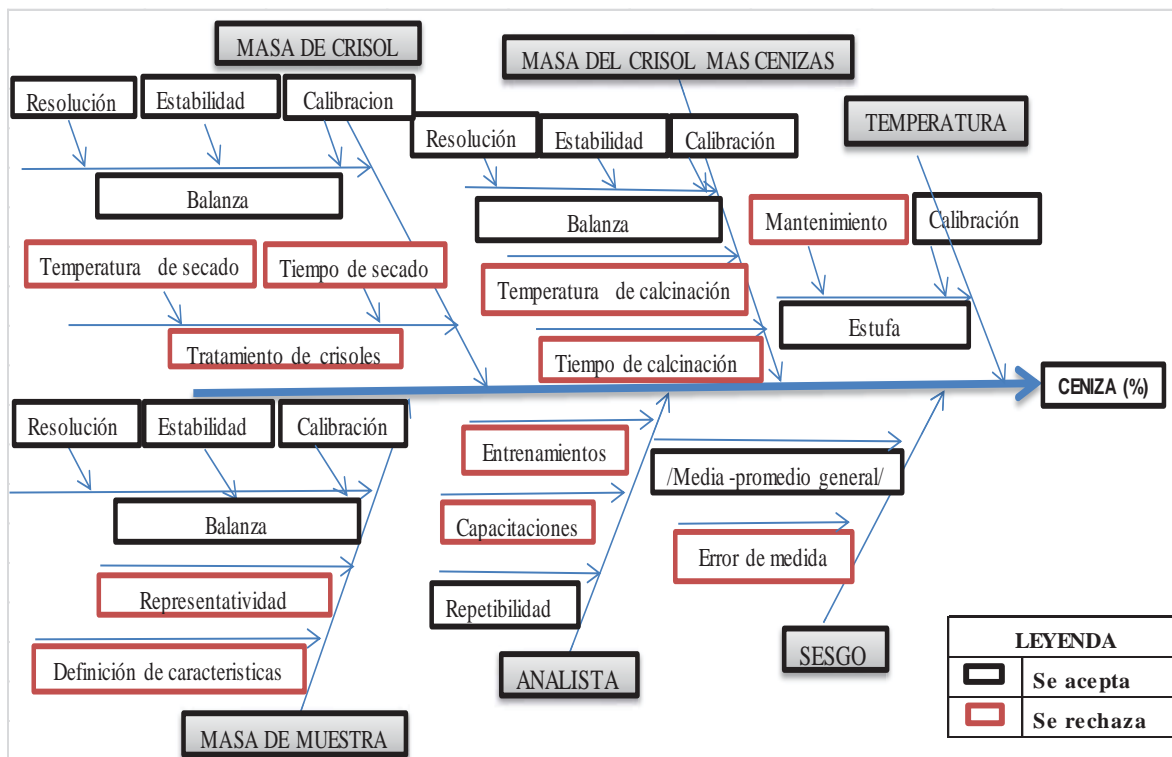 MASA DE CRISOL
MASA DEL CRISOL MAS CENIZAS
TEMPERATURA
Resolución
Estabilidad
Calibracion
Balanza
Temperatura de secado
Tiempo de secado
Tratamiento de crisoles
Resolución
Estabilidad
Calibración
Balanza
Temperatura de calcinación
Tiempo de calcinación
Mantenimiento
Calibración
Estufa
CENIZA (%)
Resolución
Estabilidad
Calibración
Balanza
Representatividad
Definición de caracteristicas
MASA DE MUESTRA
Entrenamientos
Capacitaciones
Repetibilidad
ANALISTA
/Media -promedio general/
Error de medida
SESGO
LEYENDA
Se acepta
Se rechaza